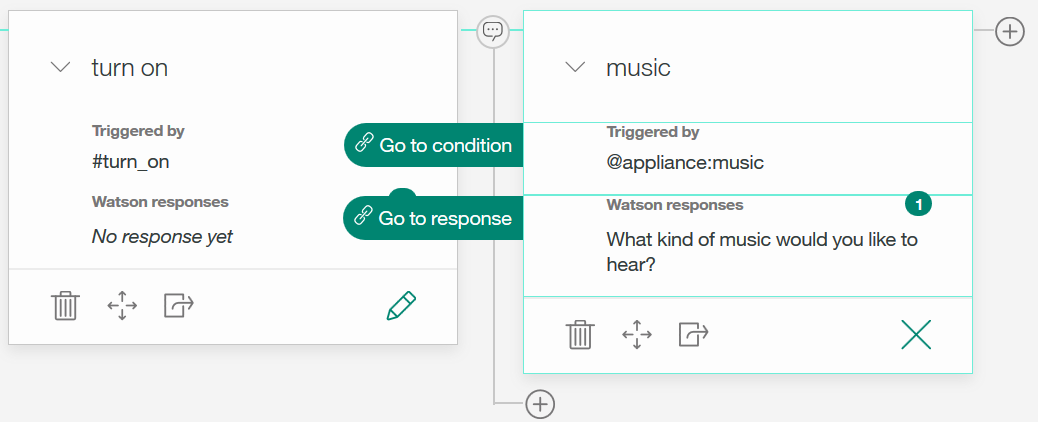 turn on
Triggered by
#turn_on
Watson responses
No response yet
Go to condition
Go to response
music
Triggered by
@appliance:music
Watson responses
1
What kind of music would you like to
hear?